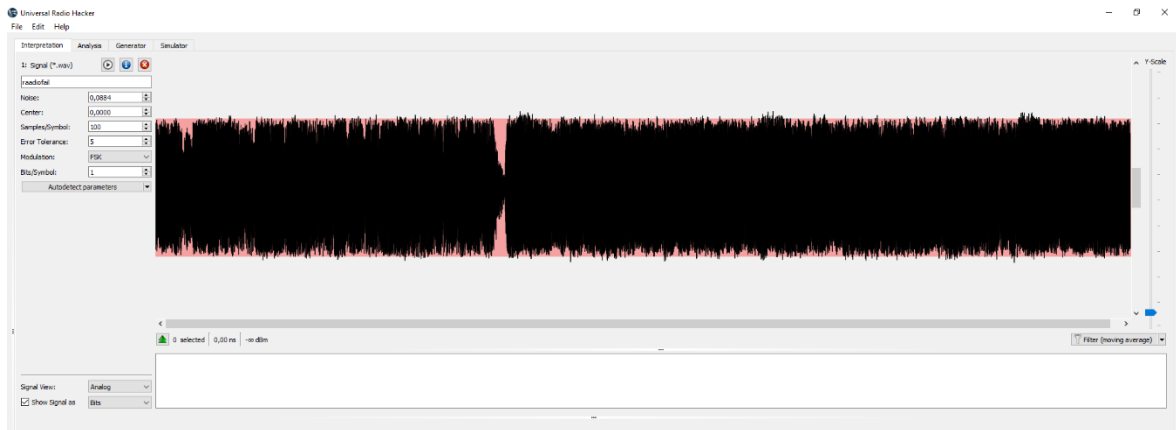 Universal Radio Hacker
File Edit Help
Interpretation Analysis Generator Simulator
1: Signal (*.wav)
raadiofail
Noise: 0,0884
Center: 0,0000
Samples/Symbol: 100
Error Tolerance: 5
Modulation: FSK
Bits/Symbol: 1
Autodetect parameters
Y-Scale
0 selected 0,00 ns -∞ dBm
Filter (moving average)
Signal View: Analog
Show Signal as Bits